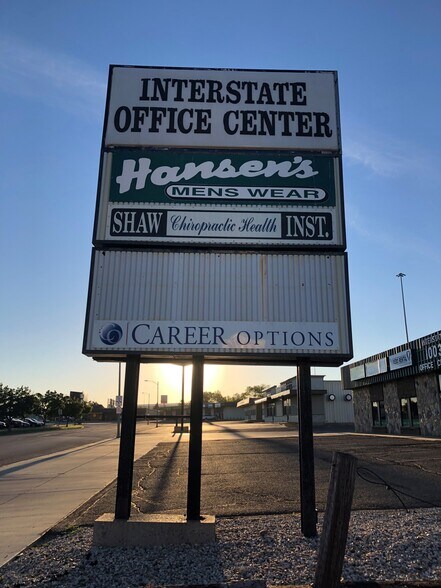 INTERSTATE
OFFICE CENTER
Hansen's
MENS WEAR
SHAW Chiropractic Health INST.
CAREER OPTIONS